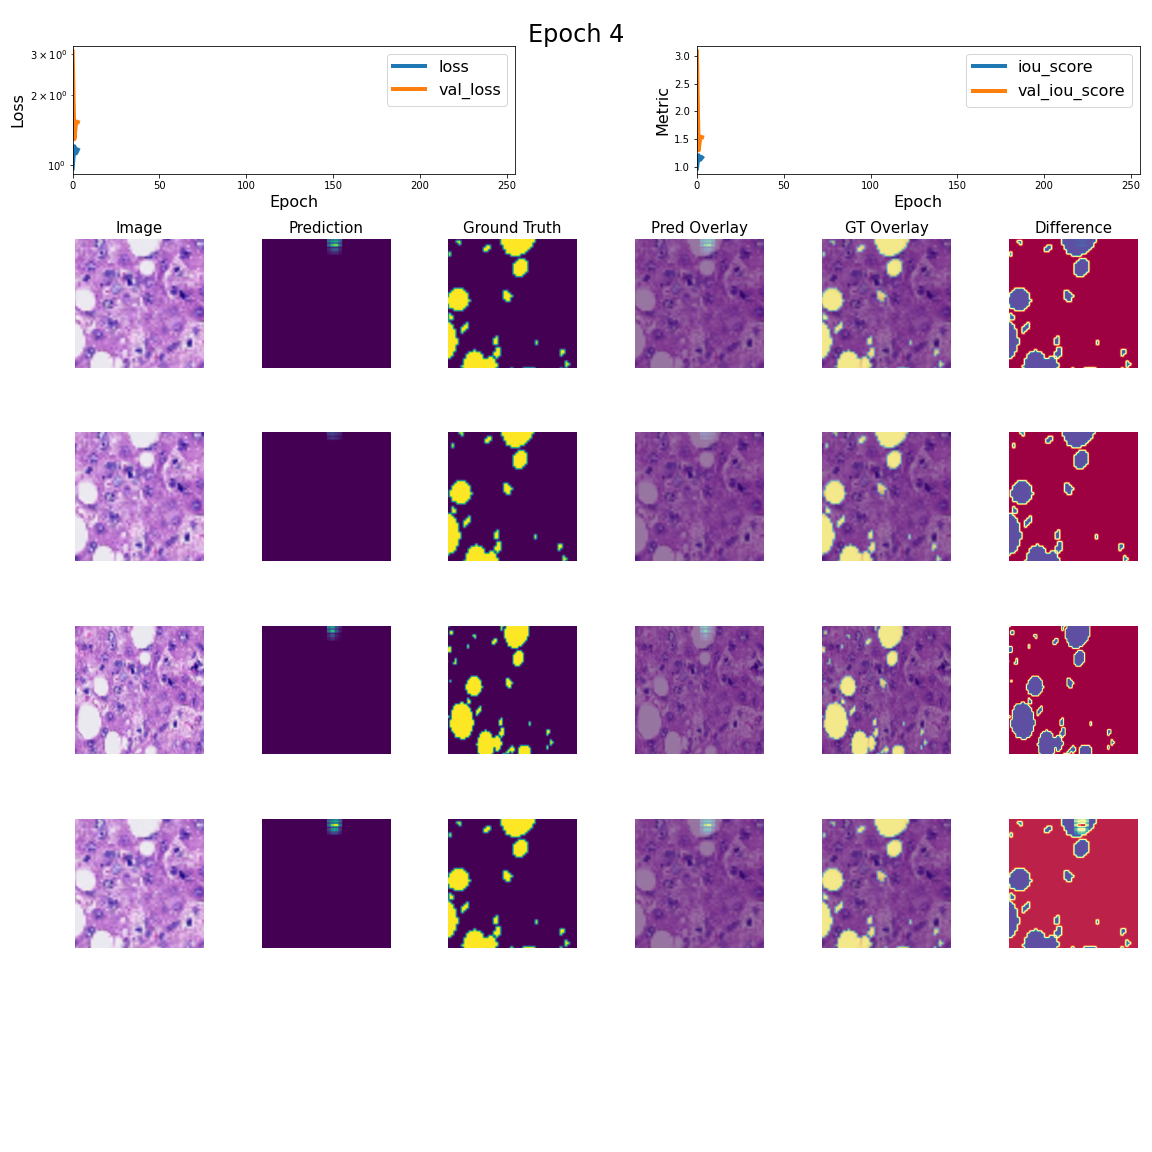 Epoch 4
3 × 10⁰
2 × 10⁰
10⁰
Loss
loss
val_loss
0 50 100 150 200 250
Epoch
3.0
2.5
2.0
1.5
1.0
Metric
iou_score
val_iou_score
0 50 100 150 200 250
Epoch
Image Prediction Ground Truth Pred Overlay GT Overlay Difference